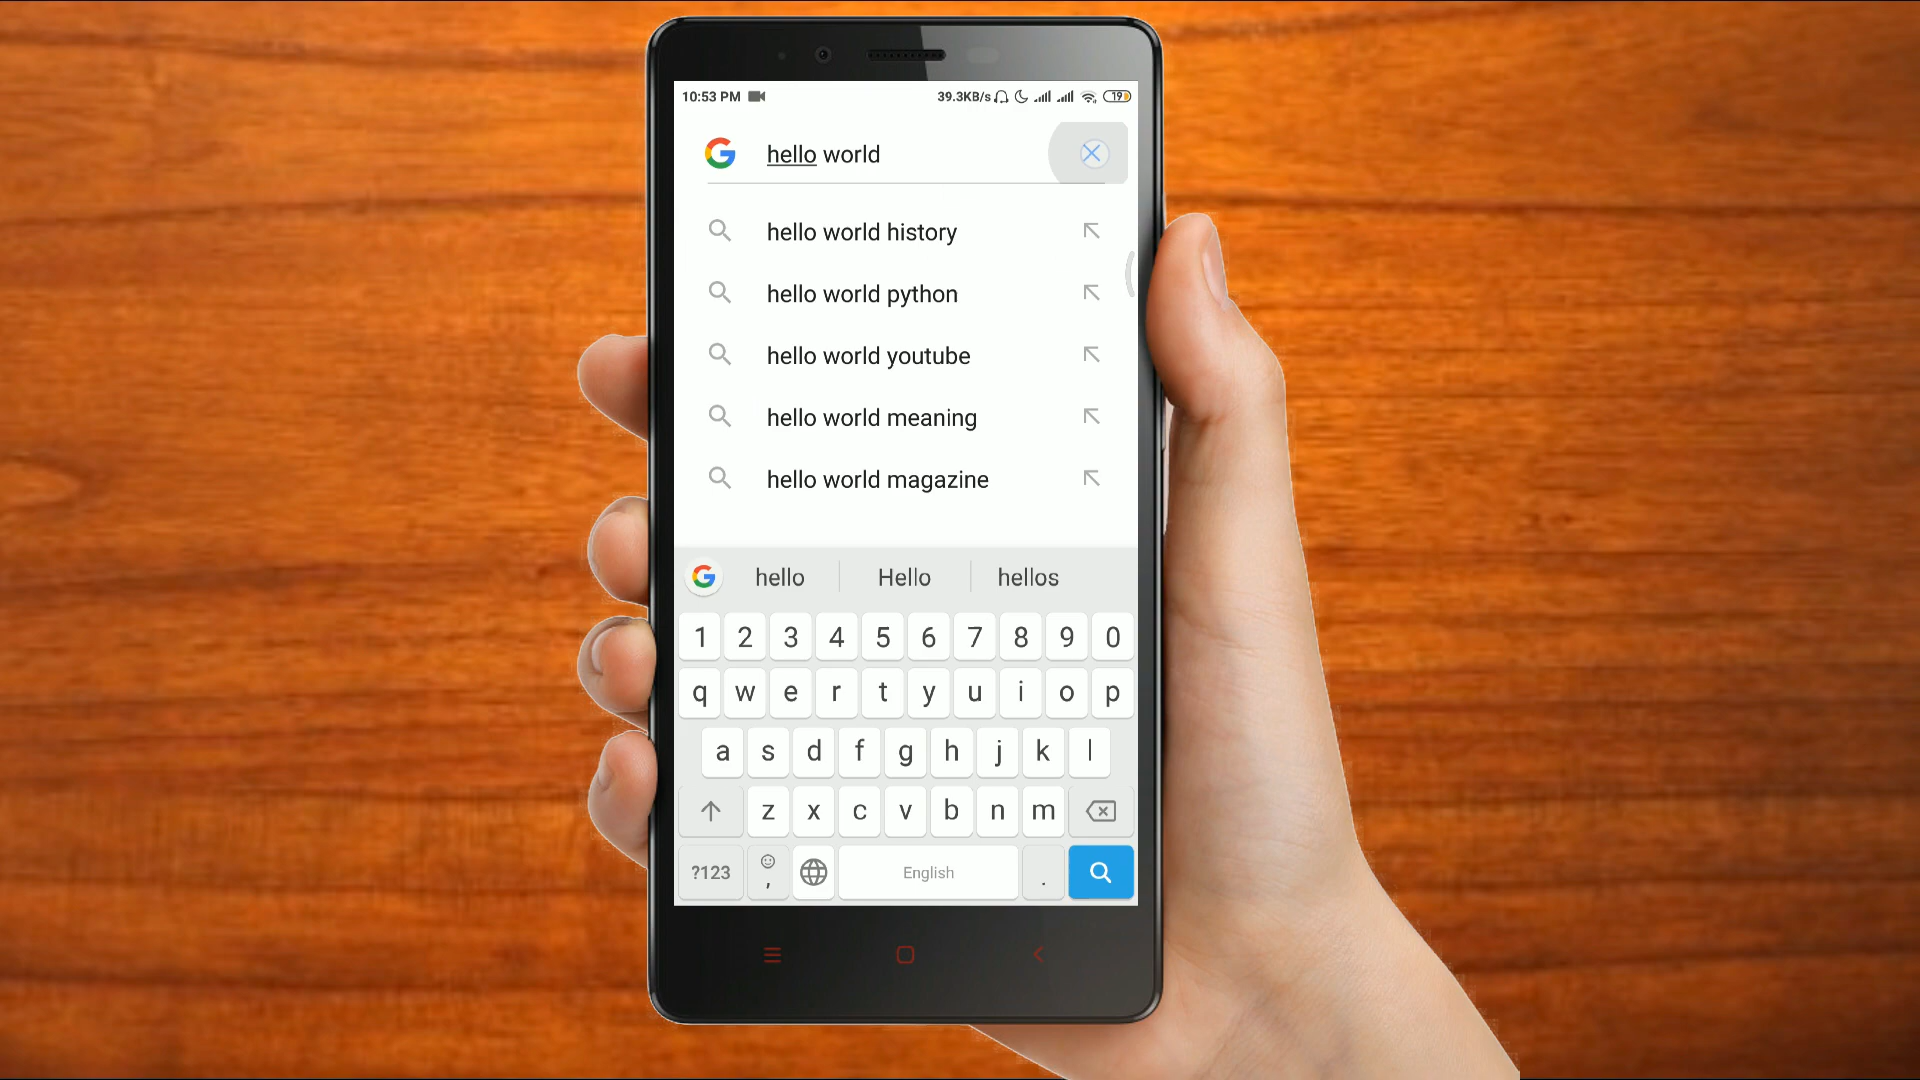 10:53 PM 39.3KB/s 19
hello world
hello world history
hello world python
hello world youtube
hello world meaning
hello world magazine
hello Hello hellos
1 2 3 4 5 6 7 8 9 0
q w e r t y u i o p
a s d f g h j k l
z x c v b n m
?123 , English .